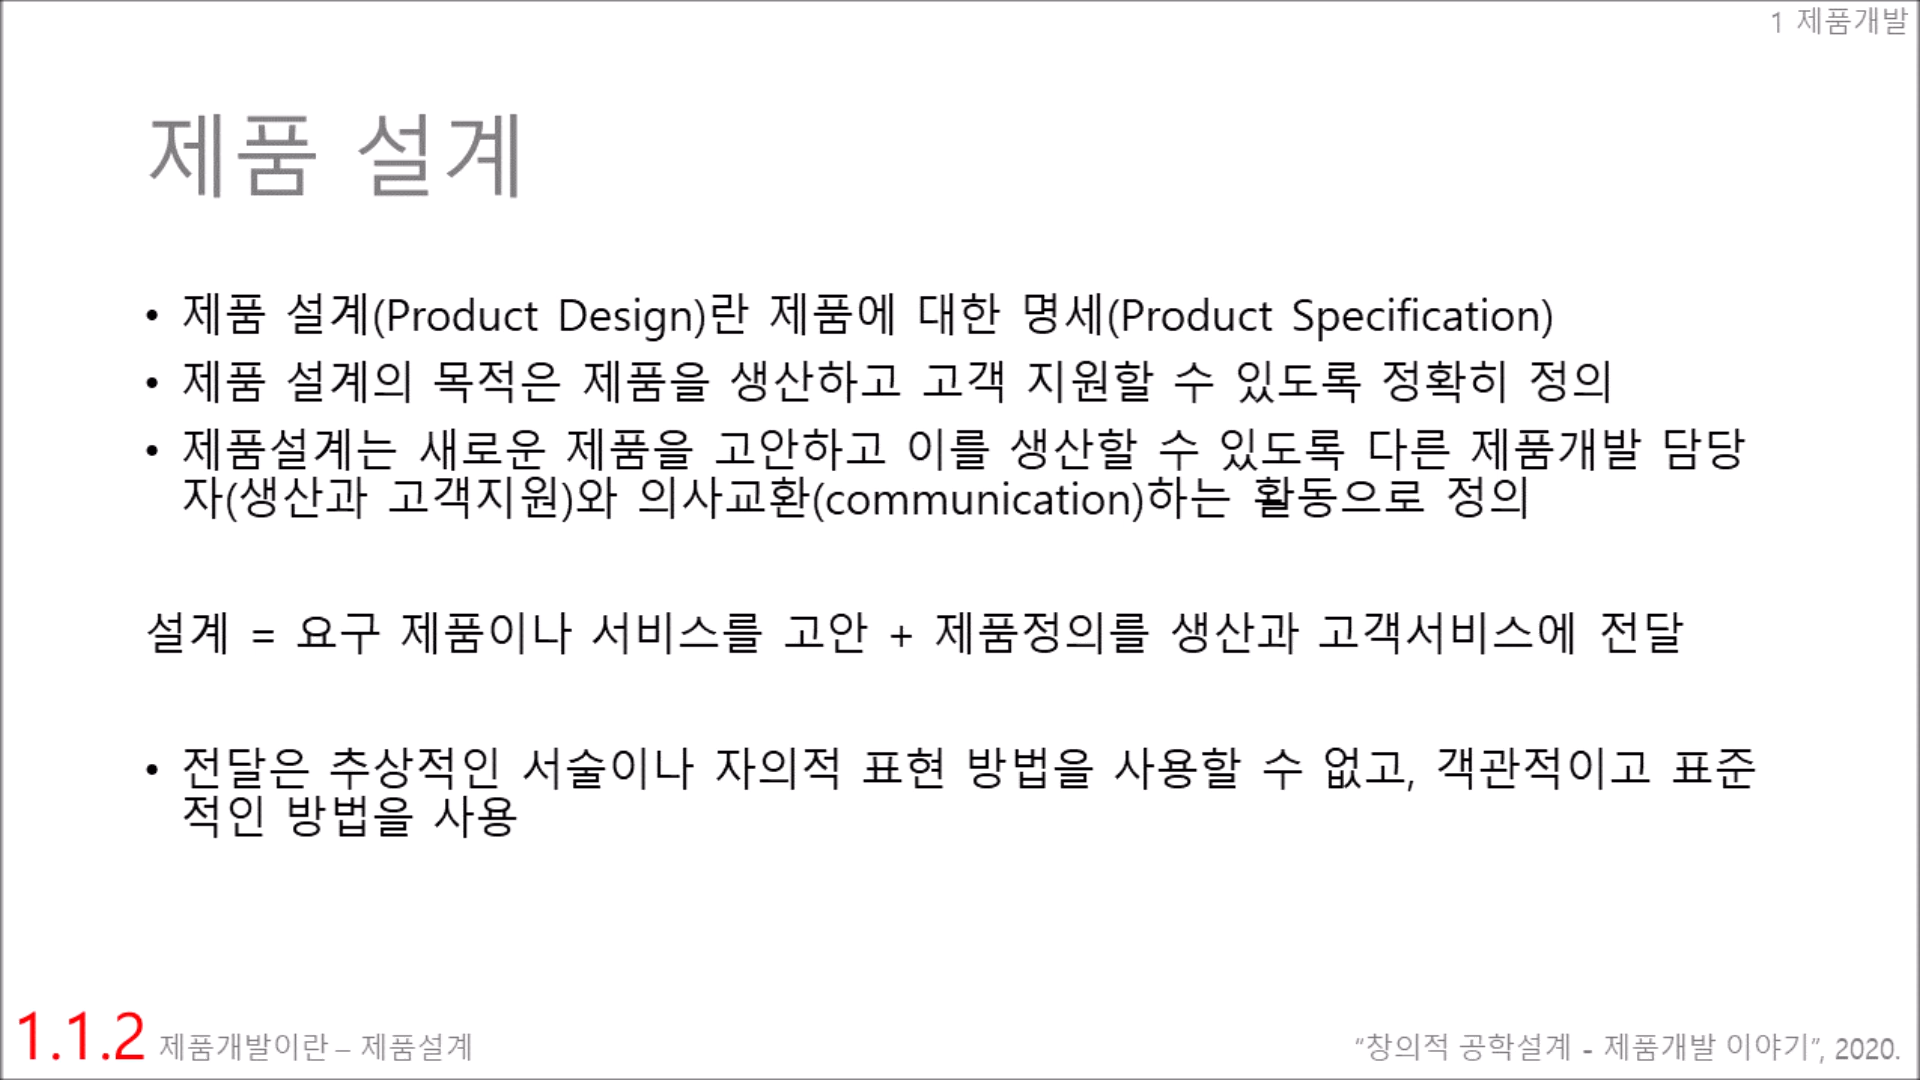 1 제품개발
제품 설계
• 제품 설계(Product Design)란 제품에 대한 명세(Product Specification)
• 제품 설계의 목적은 제품을 생산하고 고객 지원할 수 있도록 정확히 정의
• 제품설계는 새로운 제품을 고안하고 이를 생산할 수 있도록 다른 제품개발 담당
자(생산과 고객지원)와 의사교환(communication)하는 활동으로 정의
설계 = 요구 제품이나 서비스를 고안 + 제품정의를 생산과 고객서비스에 전달
• 전달은 추상적인 서술이나 자의적 표현 방법을 사용할 수 없고, 객관적이고 표준
적인 방법을 사용
1.1.2 제품개발이란 – 제품설계
“창의적 공학설계 - 제품개발 이야기”, 2020.